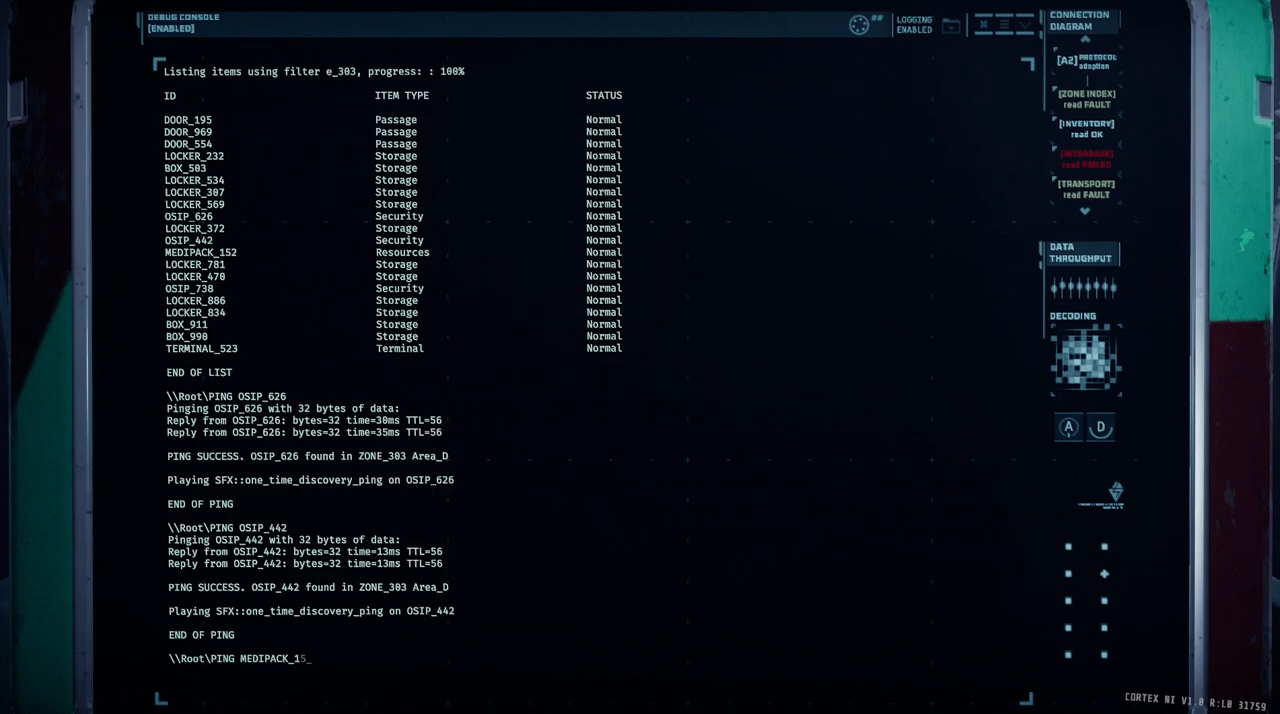 DEBUG CONSOLE
[ENABLED]
LOGGING
ENABLED
Listing items using filter e_303, progress: : 100%
ID ITEM TYPE STATUS
DOOR_195 Passage Normal
DOOR_969 Passage Normal
DOOR_554 Passage Normal
LOCKER_232 Storage Normal
BOX_503 Storage Normal
LOCKER_534 Storage Normal
LOCKER_307 Storage Normal
LOCKER_569 Storage Normal
OSIP_626 Security Normal
LOCKER_372 Storage Normal
OSIP_442 Security Normal
MEDIPACK_152 Resources Normal
LOCKER_781 Storage Normal
LOCKER_470 Storage Normal
OSIP_738 Security Normal
LOCKER_886 Storage Normal
LOCKER_834 Storage Normal
BOX_911 Storage Normal
BOX_990 Storage Normal
TERMINAL_523 Terminal Normal
END OF LIST
\\Root\PING OSIP_626
Pinging OSIP_626 with 32 bytes of data:
Reply from OSIP_626: bytes=32 time=30ms TTL=56
Reply from OSIP_626: bytes=32 time=35ms TTL=56
PING SUCCESS. OSIP_626 found in ZONE_303 Area_D
Playing SFX::one_time_discovery_ping on OSIP_626
END OF PING
\\Root\PING OSIP_442
Pinging OSIP_442 with 32 bytes of data:
Reply from OSIP_442: bytes=32 time=13ms TTL=56
Reply from OSIP_442: bytes=32 time=13ms TTL=56
PING SUCCESS. OSIP_442 found in ZONE_303 Area_D
Playing SFX::one_time_discovery_ping on OSIP_442
END OF PING
\\Root\PING MEDIPACK_15_
CONNECTION
DIAGRAM
[A2] PROTOCOL
adoption
[ZONE INDEX]
read FAULT
[INVENTORY]
read OK
[INTRABASE]
read FAILED
[TRANSPORT]
read FAULT
DATA
THROUGHPUT
DECODING
A D
CORTEX NI V1.0 R:L0 31759